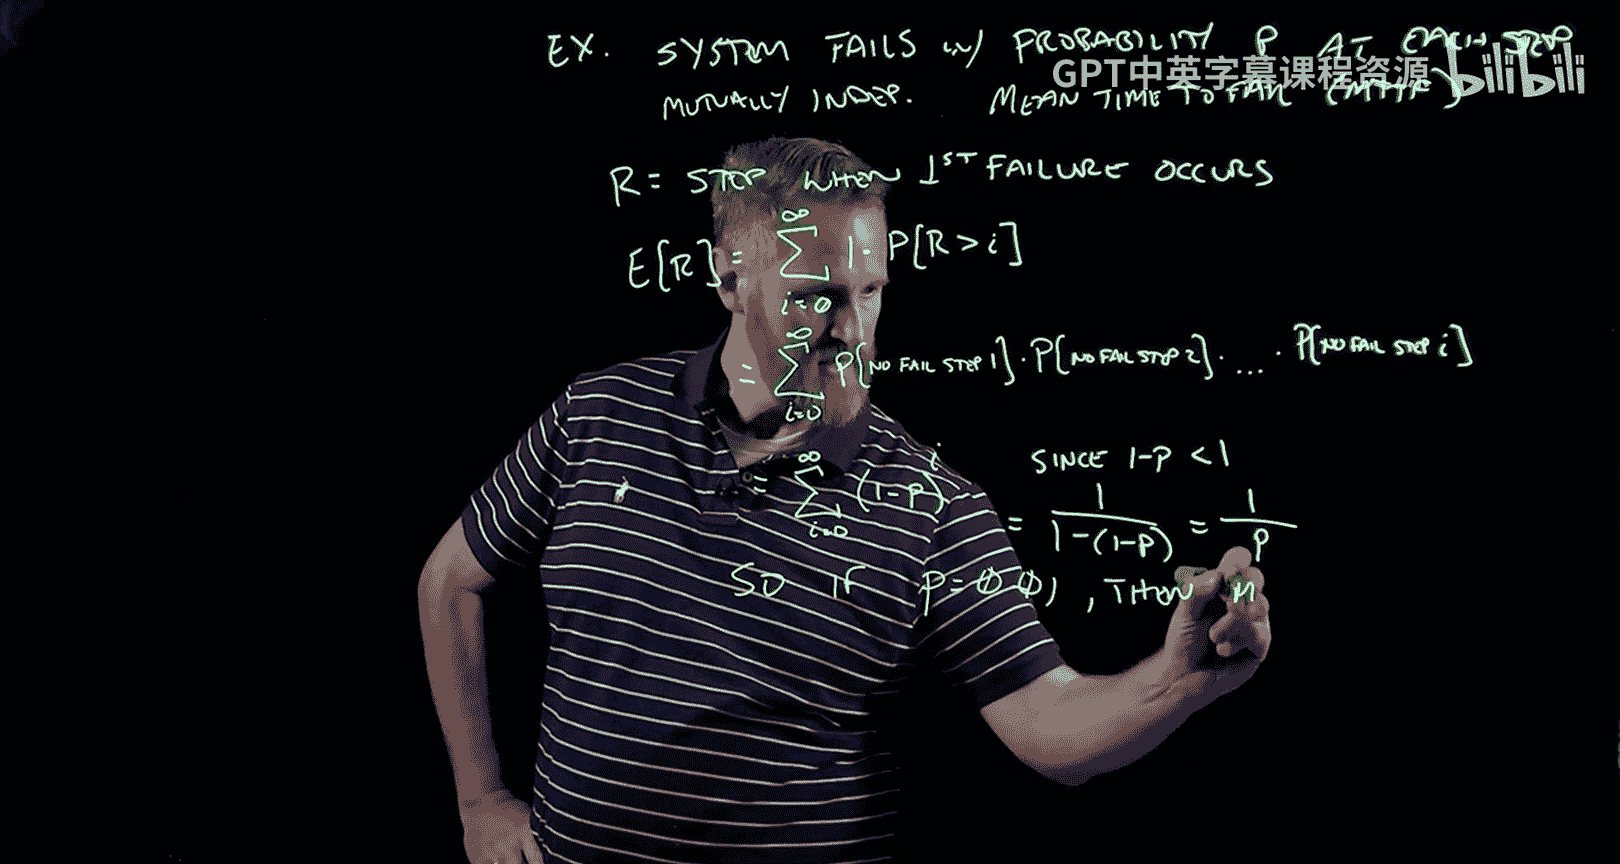 EX. SYSTEM FAILS w/ PROBABILITY P AT EACH STEP
GPT中英字幕课程资源 bilibili
MUTUALLY INDEP. MEAN TIME TO FAIL (MTTF)
R = STEP WHEN 1ST FAILURE OCCURS
E[R] = ∞∑i=0 1· P[R > i]
= ∞∑i=0 P[NO FAIL STEP 1] · P[NO FAIL STEP 2] · ... · P[NO FAIL STEP i]
SINCE 1-P < 1
= ∞∑i=0 (1-P)^i = 1/(1-(1-P)) = 1/P
SO IF P = 0.01, THEN M